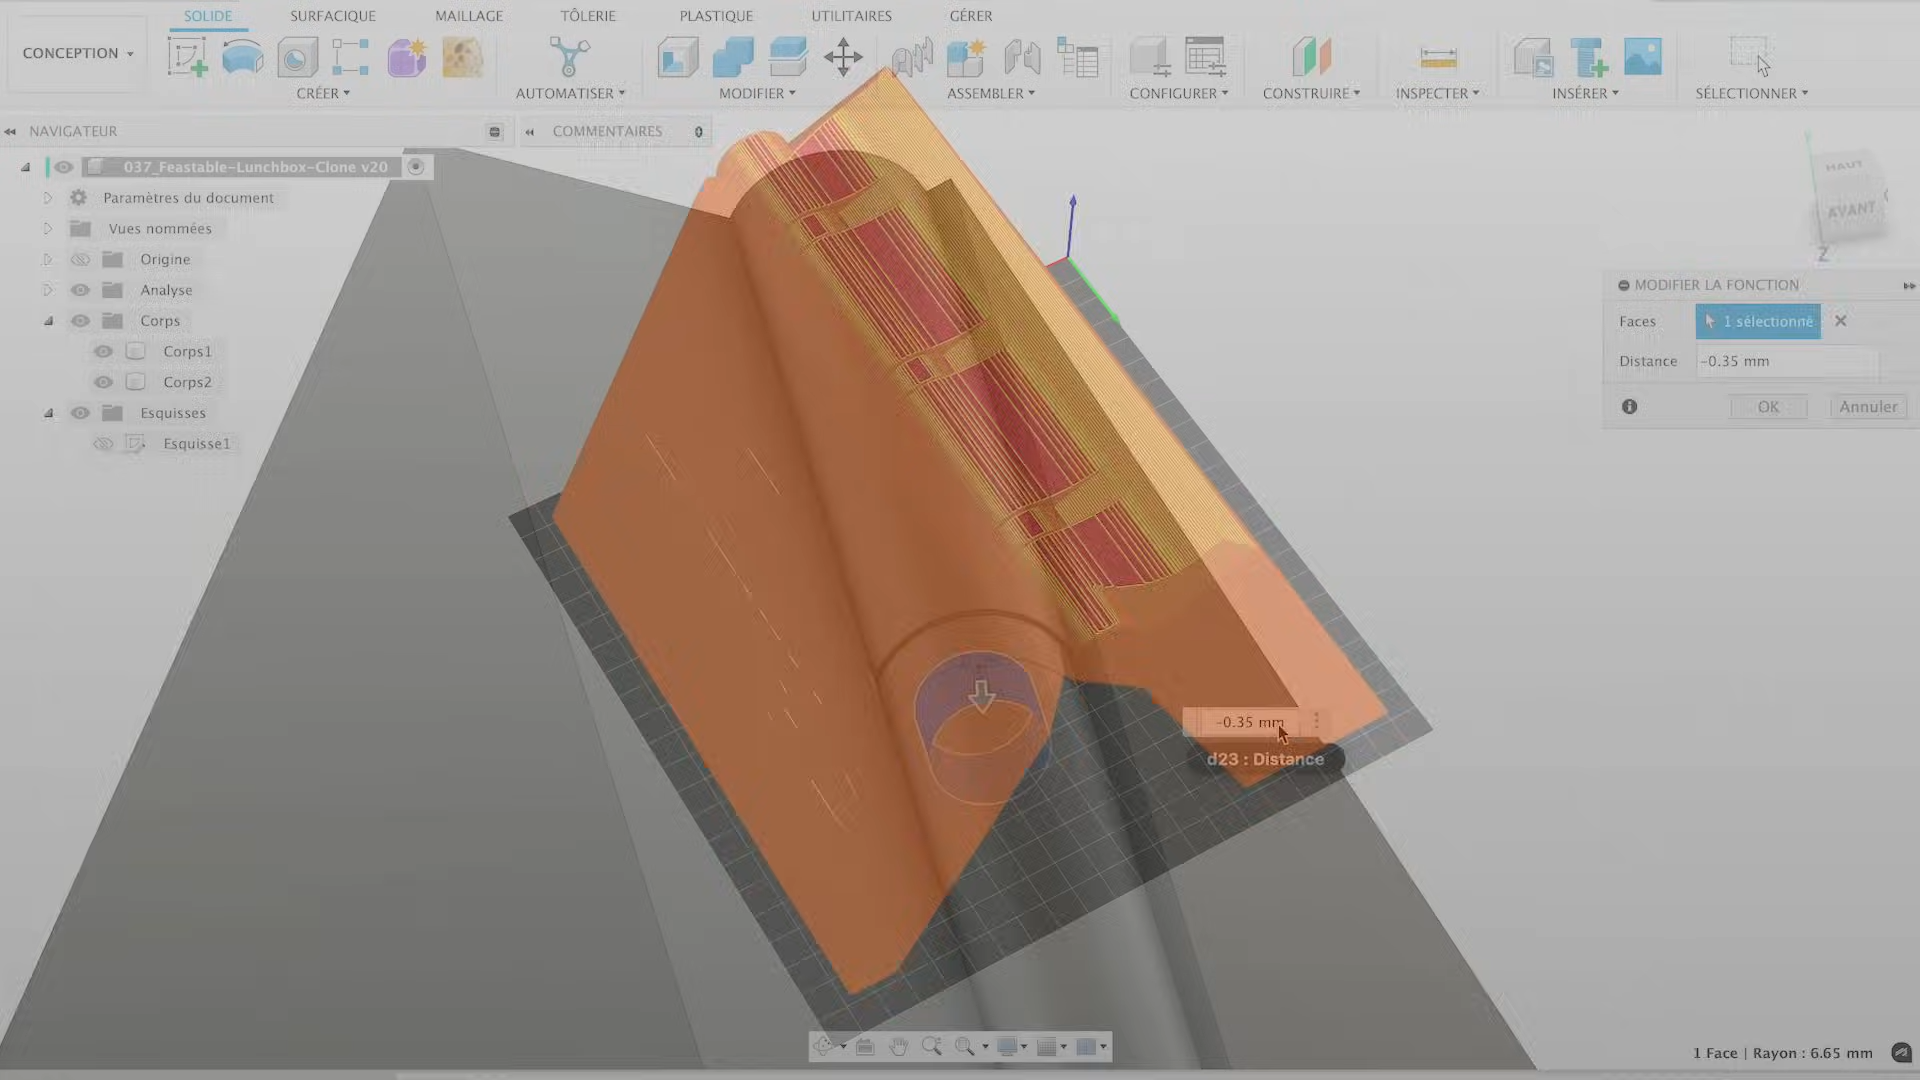 SOLIDE
SURFACIQUE
MAILLAGE
TÔLERIE
PLASTIQUE
UTILITAIRES
GÉRER
CONCEPTION
CRÉER
AUTOMATISER
MODIFIER
ASSEMBLER
CONFIGURER
CONSTRUIRE
INSPECTER
INSÉRER
SÉLECTIONNER
NAVIGATEUR
COMMENTAIRES
037_Feastable-Lunchbox-Clone v20
Paramètres du document
Vues nommées
Origine
Analyse
Corps
Corps1
Corps2
Esquisses
Esquisse1
HAUT
AVANT
Z
MODIFIER LA FONCTION
Faces
1 sélectionné
Distance
-0.35 mm
OK
Annuler
-0.35 mm
d23 : Distance
1 Face | Rayon : 6.65 mm